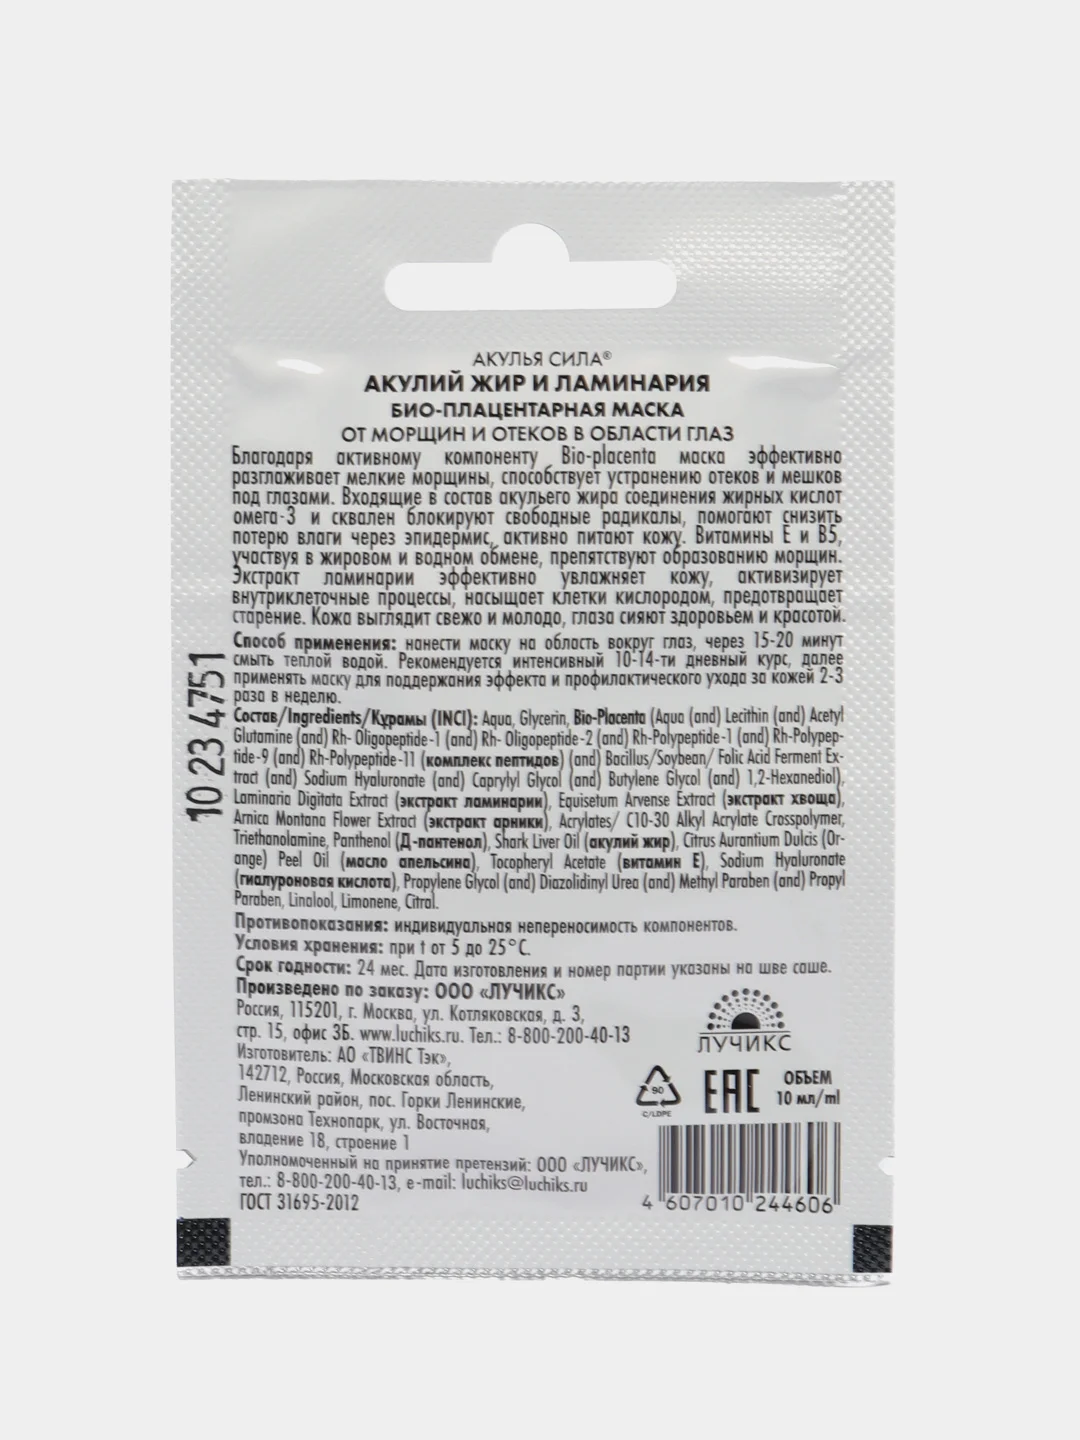 АКУЛЬЯ СИЛА®
АКУЛИЙ ЖИР И ЛАМИНАРИЯ
БИО-ПЛАЦЕНТАРНАЯ МАСКА
ОТ МОРЩИН И ОТЕКОВ В ОБЛАСТИ ГЛАЗ
Благодаря активному компоненту Bio-placenta маска эффективно
разглаживает мелкие морщины, способствует устранению отеков и мешков
под глазами. Входящие в состав акульего жира соединения жирных кислот
омега-3 и сквален блокируют свободные радикалы, помогают снизить
потерю влаги через эпидермис, активно питают кожу. Витамины Е и В5,
участвуя в жировом и водном обмене, препятствуют образованию морщин.
Экстракт ламинарии эффективно увлажняет кожу, активизирует
внутриклеточные процессы, насыщает клетки кислородом, предотвращает
старение. Кожа выглядит свежо и молодо, глаза сияют здоровьем и красотой.
Способ применения: нанести маску на область вокруг глаз, через 15-20 минут
смыть теплой водой. Рекомендуется интенсивный 10-14-ти дневный курс, далее
применять маску для поддержания эффекта и профилактического ухода за кожей 2-3
раза в неделю.
Состав/Ingredients/Құрамы (INCI): Aqua, Glycerin, Bio-Placenta (Aqua (and) Lecithin (and) Acetyl
Glutamine (and) Rh- Oligopeptide-1 (and) Rh- Oligopeptide-2 (and) Rh-Polypeptide-1 (and) Rh-Polypep-
tide-9 (and) Rh-Polypeptide-11 (комплекс пептидов) (and) Bacillus/Soybean/ Folic Acid Ferment Ex-
tract (and) Sodium Hyaluronate (and) Caprylyl Glycol (and) Butylene Glycol (and) 1,2-Hexanediol),
Laminaria Digitata Extract (экстракт ламинарии), Equisetum Arvense Extract (экстракт хвоща),
Arnica Montana Flower Extract (экстракт арники), Acrylates/ C10-30 Alkyl Acrylate Crosspolymer,
Triethanolamine, Panthenol (Д-пантенол), Shark Liver Oil (акулий жир), Citrus Aurantium Dulcis (Or-
ange) Peel Oil (масло апельсина), Tocopheryl Acetate (витамин Е), Sodium Hyaluronate
(гиалуроновая кислота), Propylene Glycol (and) Diazolidinyl Urea (and) Methyl Paraben (and) Propyl
Paraben, Linalool, Limonene, Citral.
Противопоказания: индивидуальная непереносимость компонентов.
Условия хранения: при t от 5 до 25°С.
Срок годности: 24 мес. Дата изготовления и номер партии указаны на шве саше.
Произведено по заказу: ООО «ЛУЧИКС»
Россия, 115201, г. Москва, ул. Котляковская, д. 3,
стр. 15, офис 3Б. www.luchiks.ru. Тел.: 8-800-200-40-13
Изготовитель: АО «ТВИНС Тэк»,
142712, Россия, Московская область,
Ленинский район, пос. Горки Ленинские,
промзона Технопарк, ул. Восточная,
владение 18, строение 1
Уполномоченный на принятие претензий: ООО «ЛУЧИКС»,
тел.: 8-800-200-40-13, e-mail: luchiks@luchiks.ru
ГОСТ 31695-2012
ЛУЧИКС
90
C/LDPE
ЕАС
ОБЪЕМ
10 мл/ml
4 607010 244606
10 23 4751